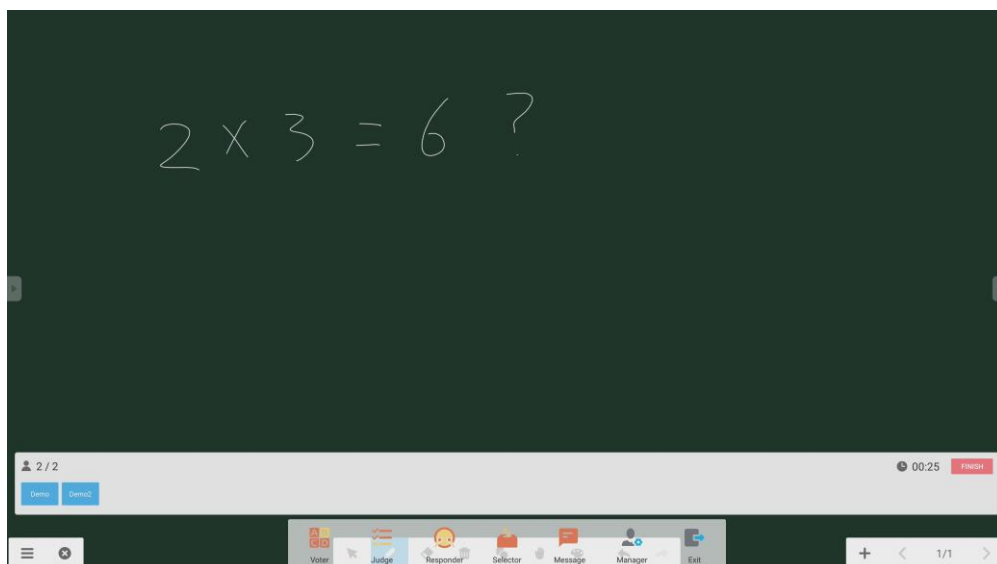 2 × 3 = 6 ?
2 / 2
00:25
FINISH
Demo Demo2
A B
C D
Voter Judge Responder Selector Message Manager Exit
1/1